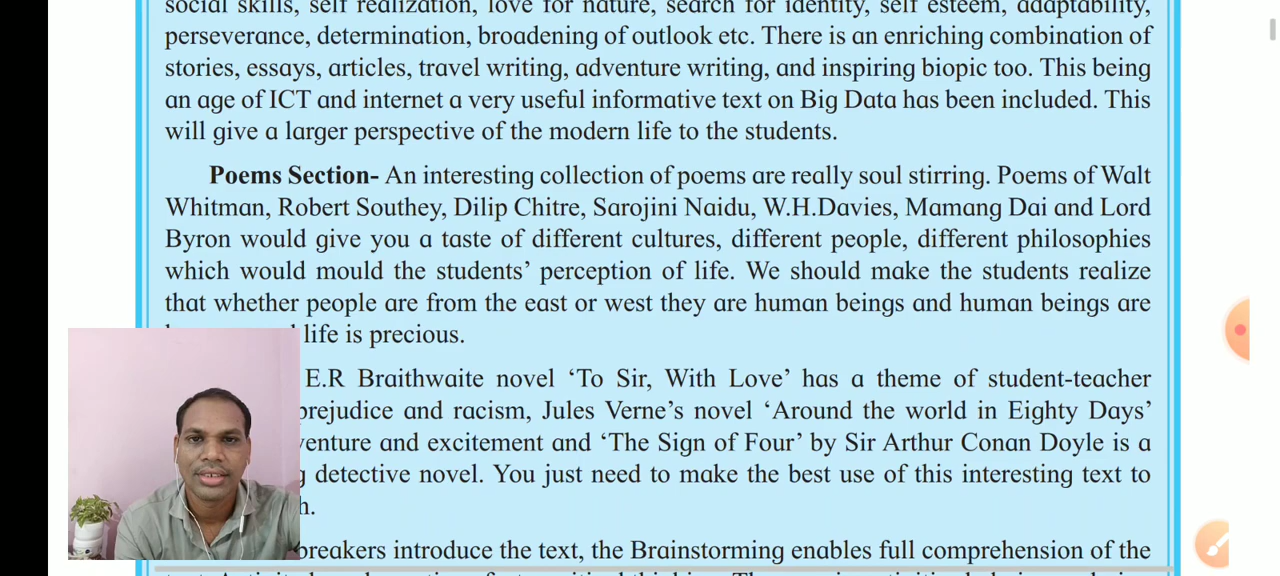 social skills, self realization, love for nature, search for identity, self esteem, adaptability,
perseverance, determination, broadening of outlook etc. There is an enriching combination of
stories, essays, articles, travel writing, adventure writing, and inspiring biopic too. This being
an age of ICT and internet a very useful informative text on Big Data has been included. This
will give a larger perspective of the modern life to the students.
Poems Section- An interesting collection of poems are really soul stirring. Poems of Walt
Whitman, Robert Southey, Dilip Chitre, Sarojini Naidu, W.H.Davies, Mamang Dai and Lord
Byron would give you a taste of different cultures, different people, different philosophies
which would mould the students’ perception of life. We should make the students realize
that whether people are from the east or west they are human beings and human beings are
life is precious.
E.R Braithwaite novel ‘To Sir, With Love’ has a theme of student-teacher
prejudice and racism, Jules Verne’s novel ‘Around the world in Eighty Days’
and excitement and ‘The Sign of Four’ by Sir Arthur Conan Doyle is a
detective novel. You just need to make the best use of this interesting text to
breakers introduce the text, the Brainstorming enables full comprehension of the